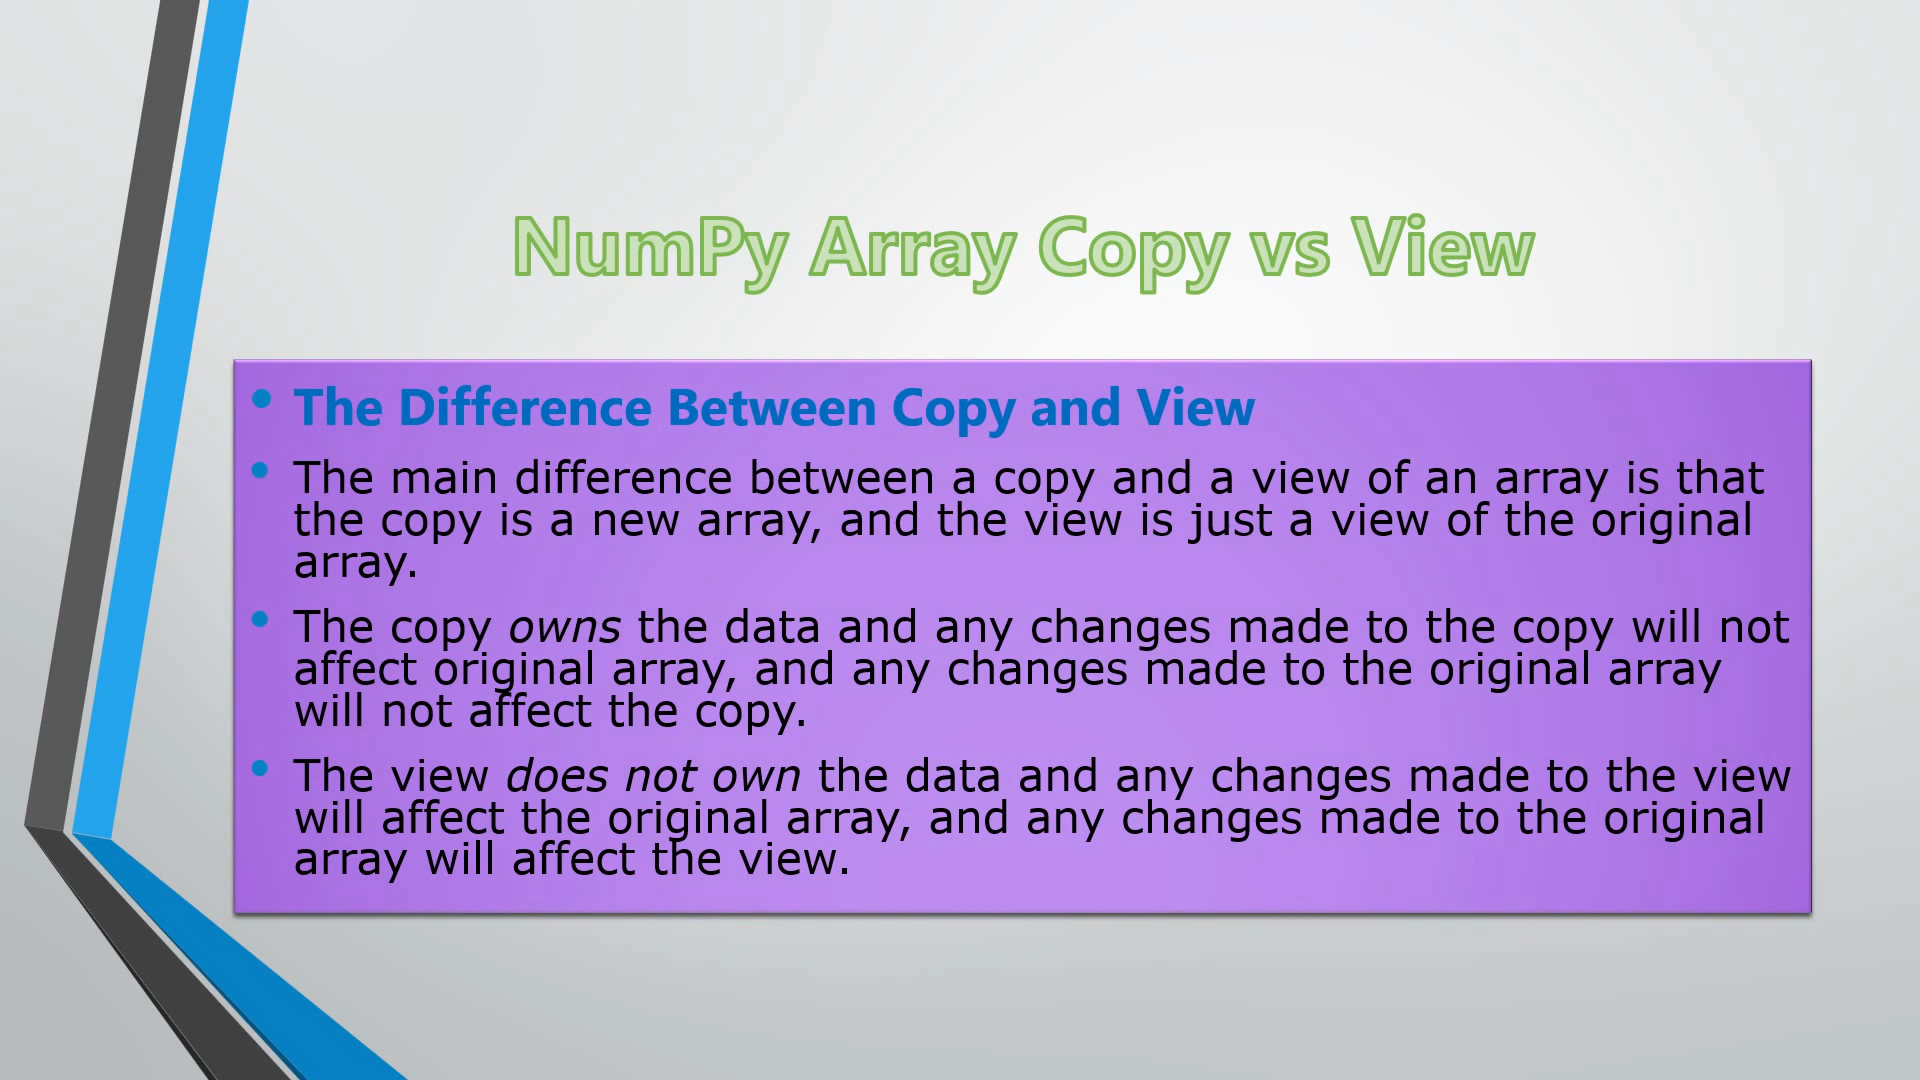 NumPy Array Copy vs View
• The Difference Between Copy and View
• The main difference between a copy and a view of an array is that
the copy is a new array, and the view is just a view of the original
array.
• The copy owns the data and any changes made to the copy will not
affect original array, and any changes made to the original array
will not affect the copy.
• The view does not own the data and any changes made to the view
will affect the original array, and any changes made to the original
array will affect the view.